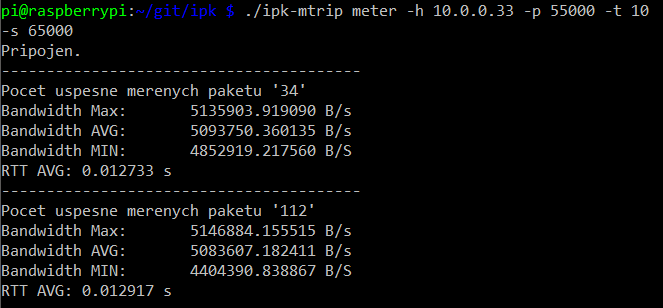 pi@raspberrypi:~/git/ipk $ ./ipk-mtrip meter -h 10.0.0.33 -p 55000 -t 10
-s 65000
Pripojen.
----------------------------------------
Pocet uspesne merenych paketu '34'
Bandwidth Max:       5135903.919090 B/s
Bandwidth AVG:       5093750.360135 B/s
Bandwidth MIN:       4852919.217560 B/S
RTT AVG: 0.012733 s
----------------------------------------
Pocet uspesne merenych paketu '112'
Bandwidth Max:       5146884.155515 B/s
Bandwidth AVG:       5083607.182411 B/s
Bandwidth MIN:       4404390.838867 B/S
RTT AVG: 0.012917 s